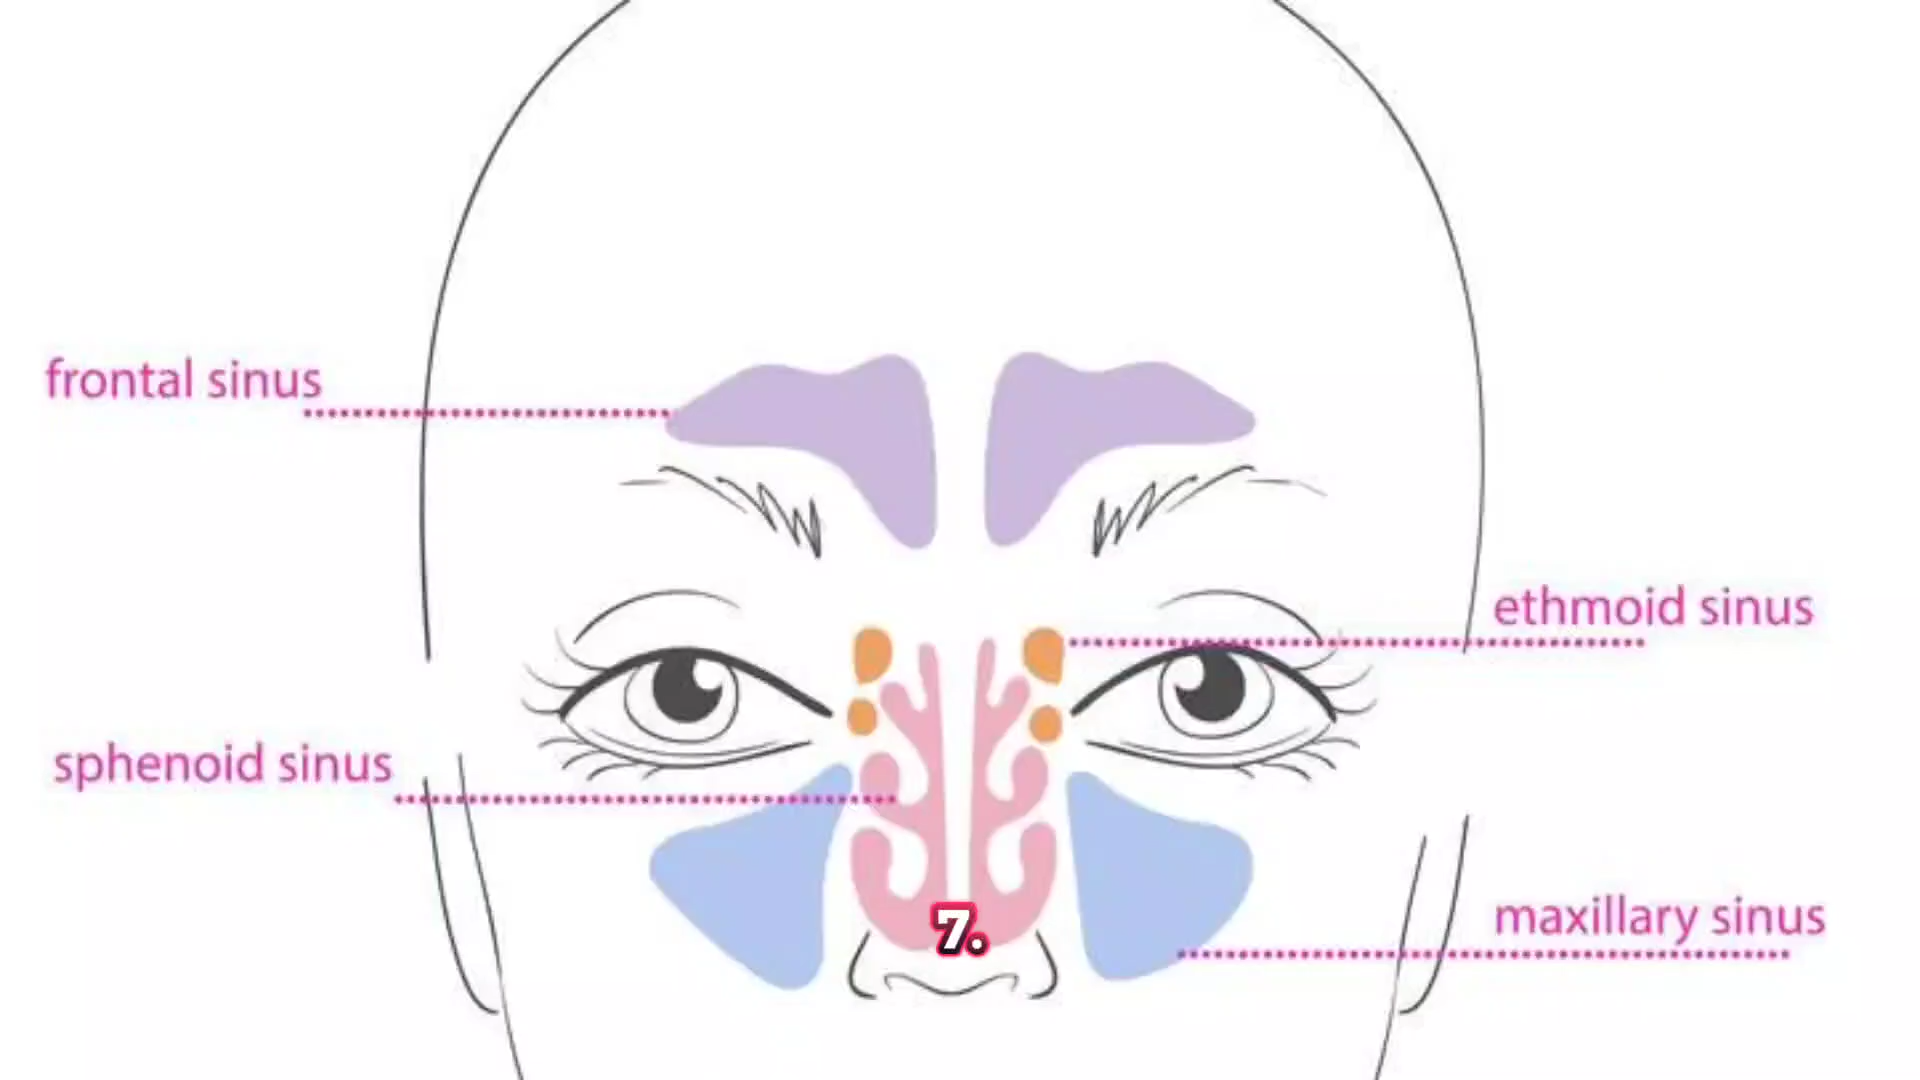 frontal sinus
ethmoid sinus
sphenoid sinus
maxillary sinus
7.